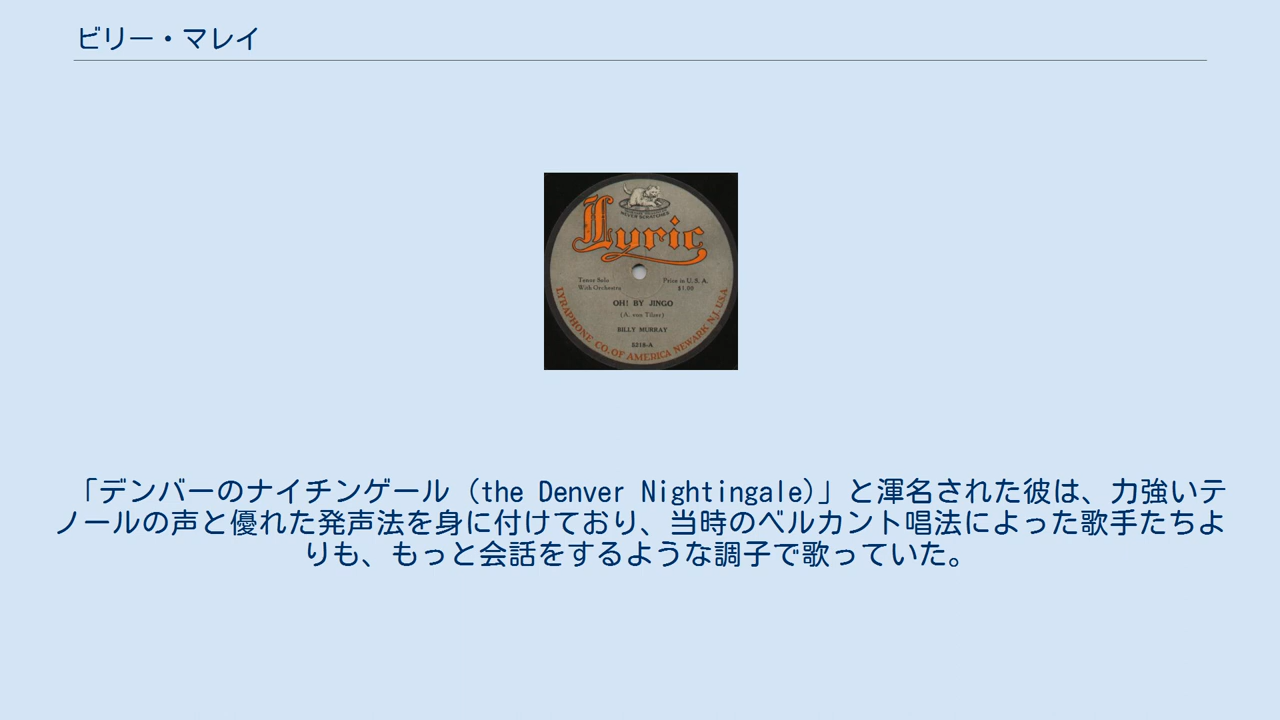 ビリー・マレイ
Lyric
Tenor Solo
With Orchestra
Price in U.S.A.
$1.00
OH! BY JINGO
(A. von Tilzer)
BILLY MURRAY
LYRAPHONE CO. OF AMERICA NEWARK N.J. USA
「デンバーのナイチンゲール (the Denver Nightingale)」と渾名された彼は、力強いテ
ノールの声と優れた発声法を身に付けており、当時のベルカント唱法によった歌手たちよ
りも、もっと会話をするような調子で歌っていた。